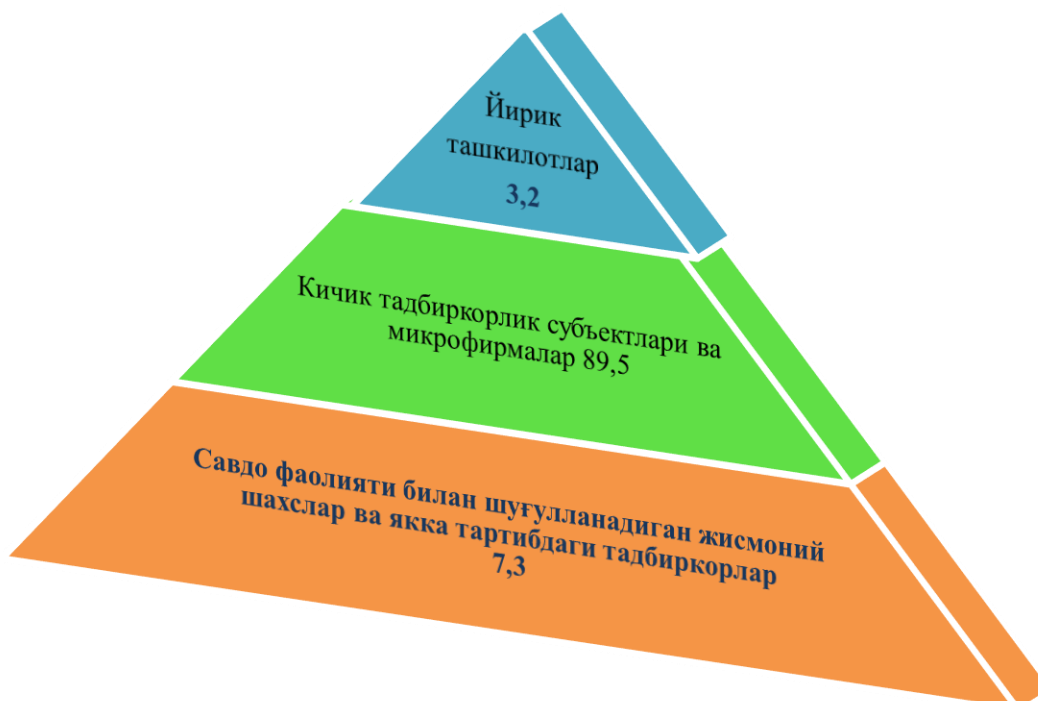 Йирик
ташкилотлар
3,2
Кичик тадбиркорлик субъектлари ва
микрофирмалар 89,5
Савдо фаолияти билан шуғулланадиган жисмоний
шахслар ва якка тартибдаги тадбиркорлар
7,3